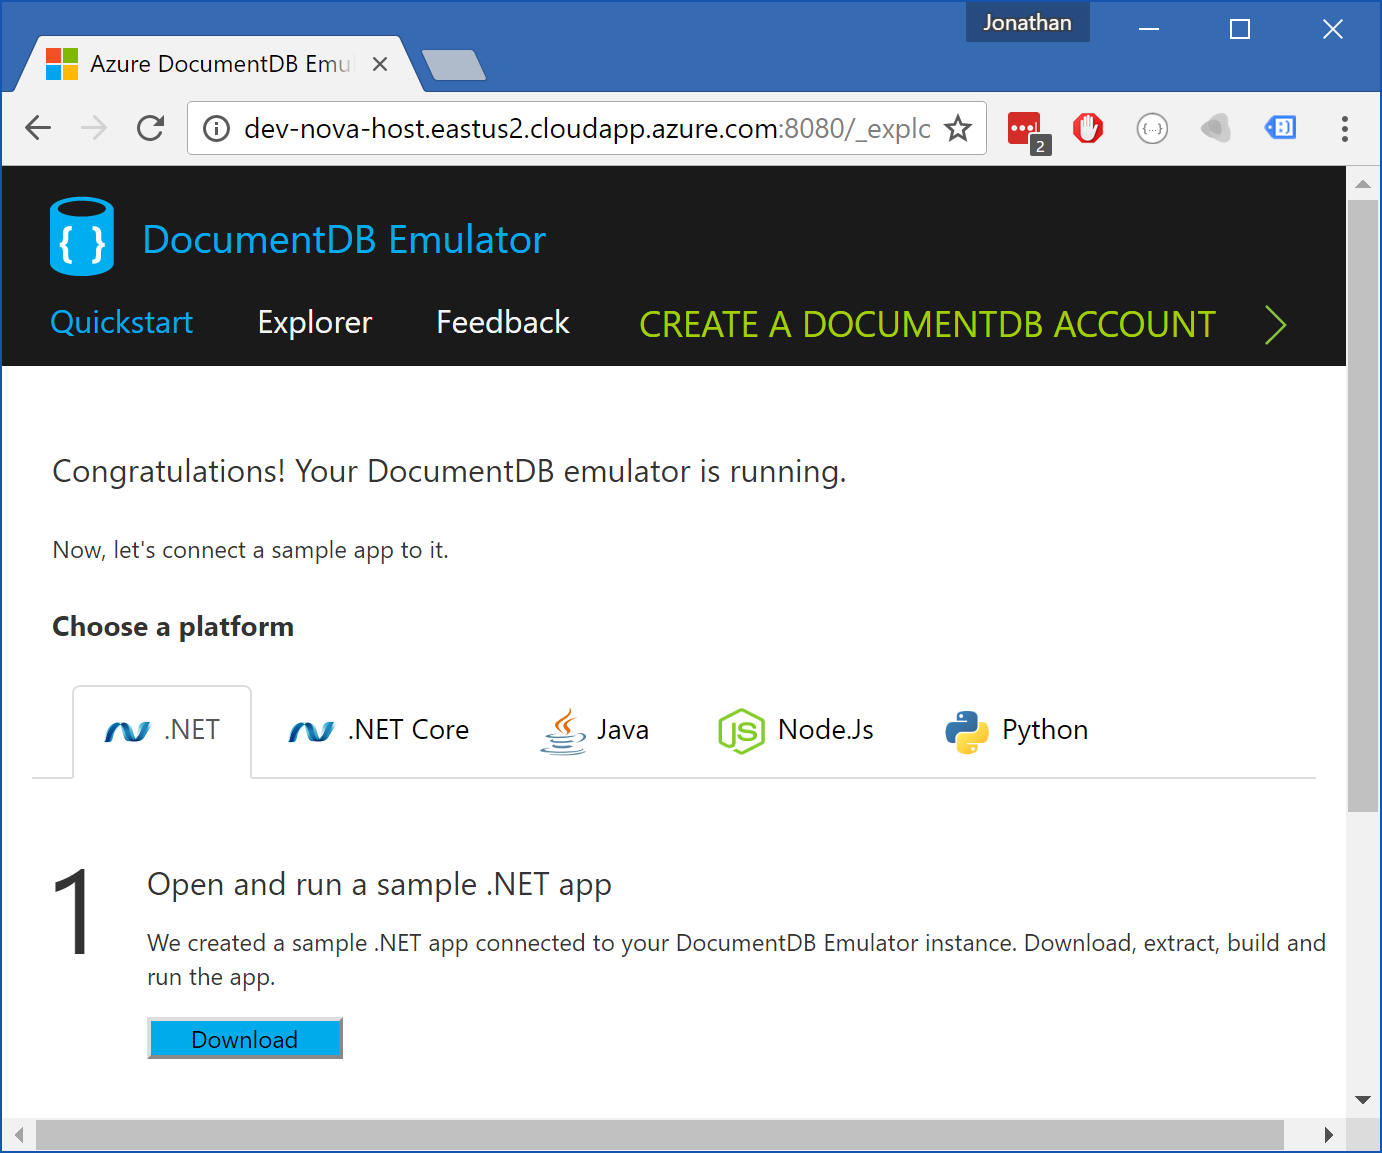 Jonathan
Azure DocumentDB Emul
dev-nova-host.eastus2.cloudapp.azure.com:8080/_explo
2
{...}
{ }
DocumentDB Emulator
Quickstart Explorer Feedback CREATE A DOCUMENTDB ACCOUNT
Congratulations! Your DocumentDB emulator is running.
Now, let's connect a sample app to it.
Choose a platform
.NET .NET Core Java JS Node.Js Python
1 Open and run a sample .NET app
We created a sample .NET app connected to your DocumentDB Emulator instance. Download, extract, build and
run the app.
Download